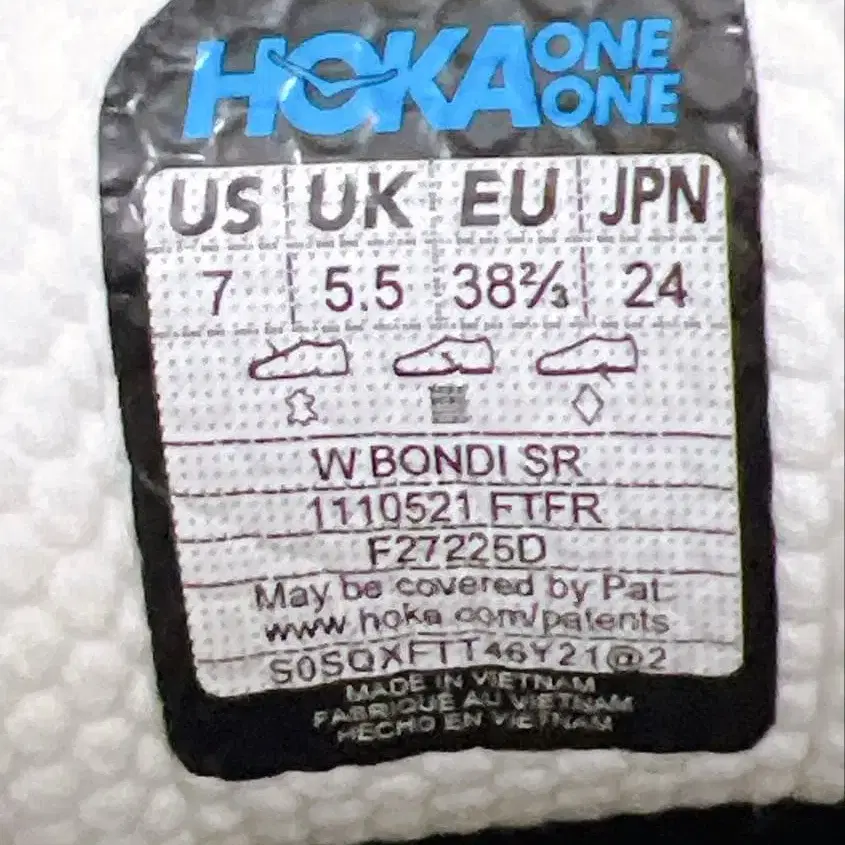 HOKA ONE ONE
US UK EU JPN
7 5.5 38⅔ 24
W BONDI SR
1110521 FTFR
F27225D
May be covered by Pat.
www.hoka.com/patents
S0SQXFTT46Y21@2
MADE IN VIETNAM
FABRIQUÉ AU VIETNAM
HECHO EN VIETNAM